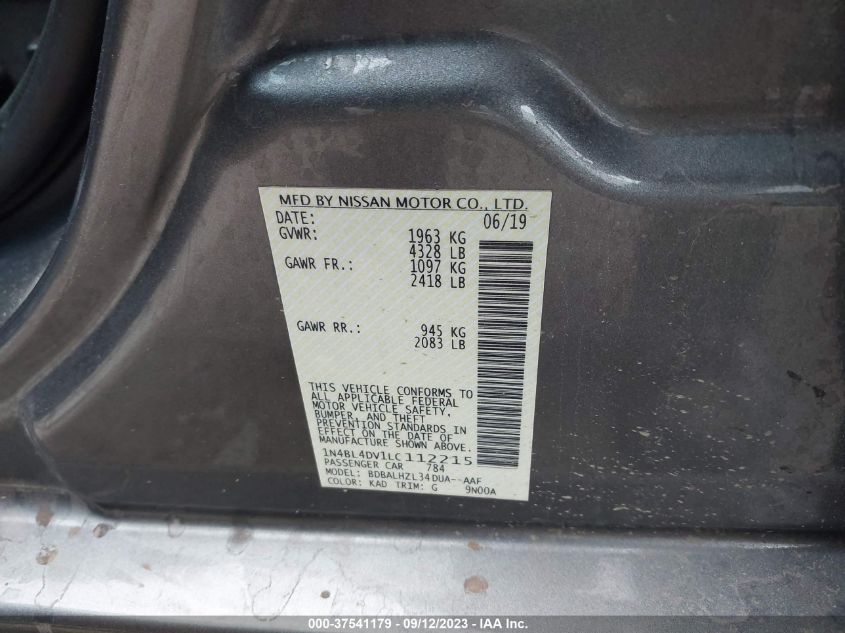 MFD BY NISSAN MOTOR CO., LTD.
DATE: 06/19
GVWR: 1963 KG
4328 LB
GAWR FR.: 1097 KG
2418 LB
GAWR RR.: 945 KG
2083 LB
THIS VEHICLE CONFORMS TO
ALL APPLICABLE FEDERAL
MOTOR VEHICLE SAFETY,
BUMPER, AND THEFT
PREVENTION STANDARDS IN
EFFECT ON THE DATE OF
MANUFACTURE SHOWN ABOVE.
1N4BL4DV1LC112215
PASSENGER CAR 784
MODEL: BDBALHZL34DUA--AAF
COLOR: KAD TRIM: G 9N00A
000-37541179 - 09/12/2023 - IAA Inc.